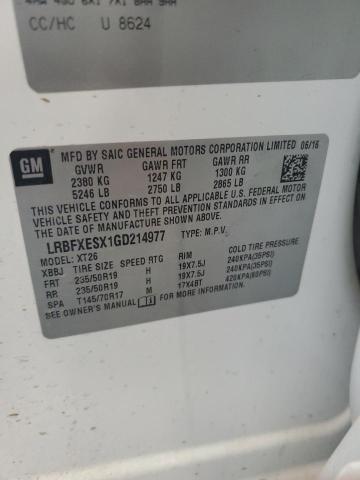 CC/HC U 8624
GM
MFD BY SAIC GENERAL MOTORS CORPORATION LIMITED 06/16
GVWR GAWR FRT GAWR RR
2380 KG 1247 KG 1300 KG
5246 LB 2750 LB 2865 LB
THIS VEHICLE CONFORMS TO ALL APPLICABLE U.S. FEDERAL MOTOR
VEHICLE SAFETY AND THEFT PREVENTION STANDARDS IN EFFECT ON THE DATE OF
MANUFACTURE SHOWN ABOVE.
LRBFXESX1GD214977 TYPE: M.P.V.
MODEL: XT26
XBBJ TIRE SIZE SPEED RTG RIM COLD TIRE PRESSURE
FRT 235/50R19 H 19X7.5J 240KPA(35PSI)
RR 235/50R19 H 19X7.5J 240KPA(35PSI)
SPA T145/70R17 M 17X4BT 420KPA(60PSI)
SEE OWNER'S MANUAL FOR MORE INFORMATION.